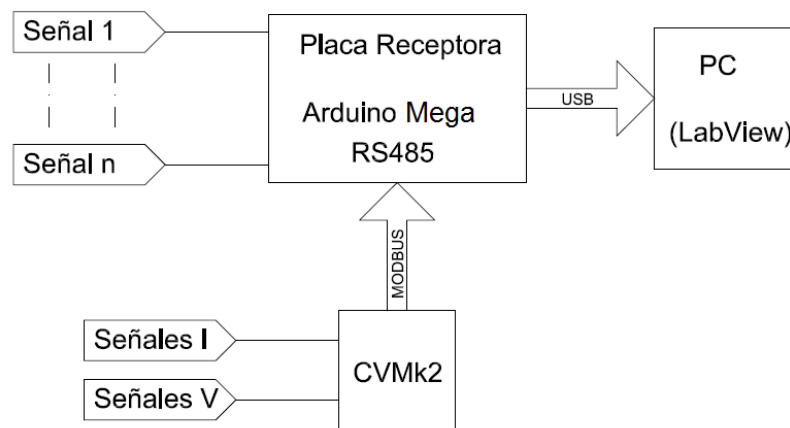 Señal 1
Señal n
Placa Receptora
Arduino Mega
RS485
USB
PC
(LabView)
MODBUS
Señales I
Señales V
CVMk2